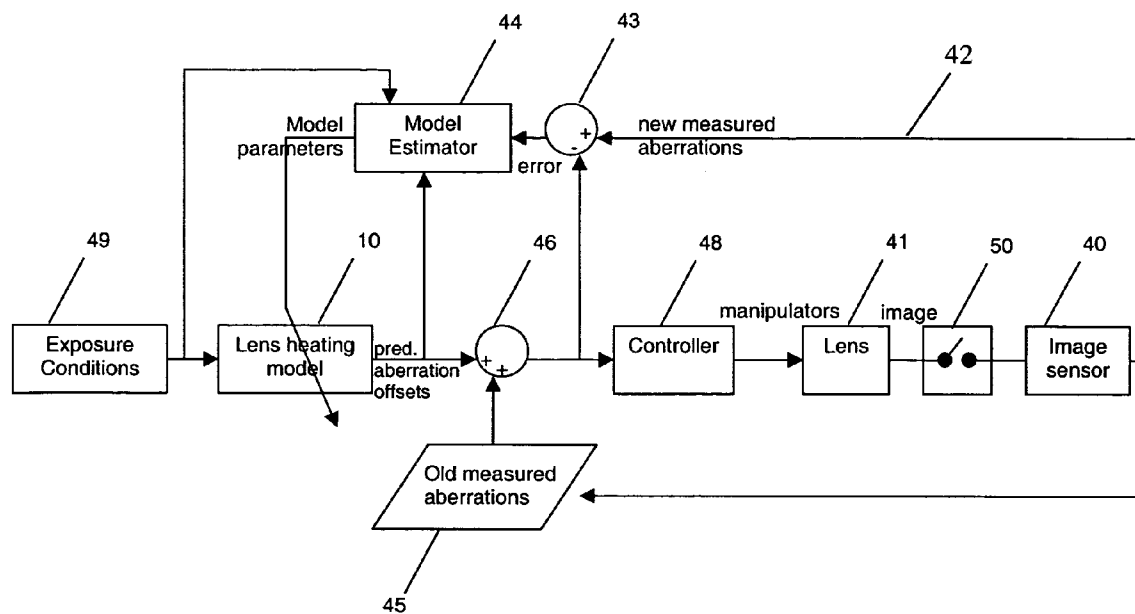 44
43
42
Model
parameters
Model
Estimator
+
-
error
new measured
aberrations
49
10
46
48
41
50
40
manipulators
image
Exposure
Conditions
Lens heating
model
pred.
aberration
offsets
+
+
Controller
Lens
Image
sensor
Old measured
aberrations
45